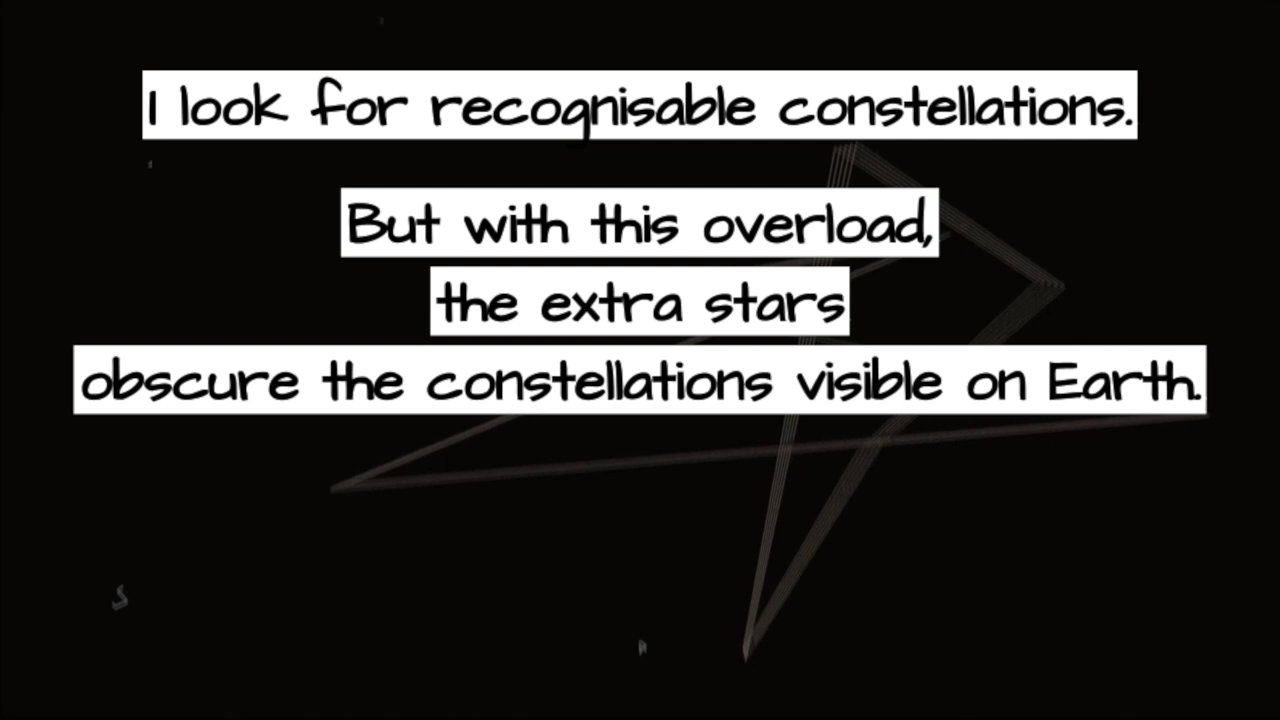 I look for recognisable constellations.
But with this overload,
the extra stars
obscure the constellations visible on Earth.